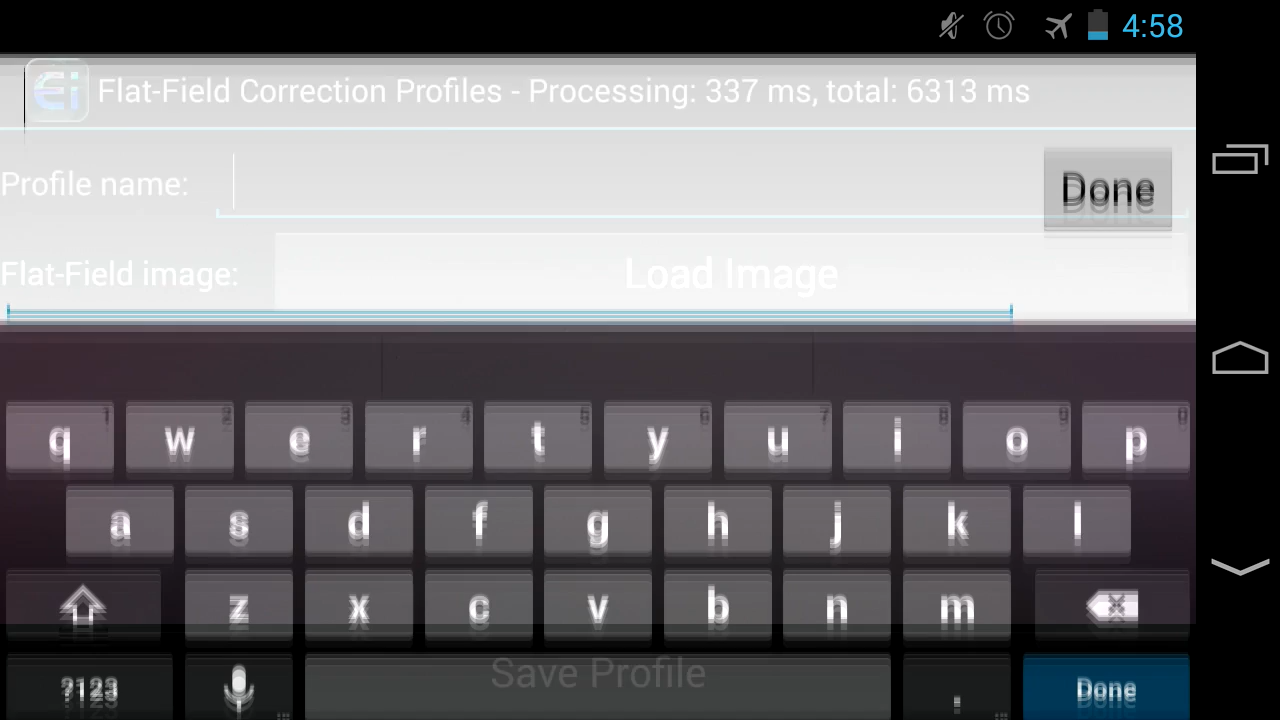 4:58
Ei Flat-Field Correction Profiles - Processing: 337 ms, total: 6313 ms
Profile name:
Done
Flat-Field image: Load Image
1 2 3 4 5 6 7 8 9 0
q w e r t y u i o p
a s d f g h j k l
z x c v b n m
Save Profile
?123 , Done